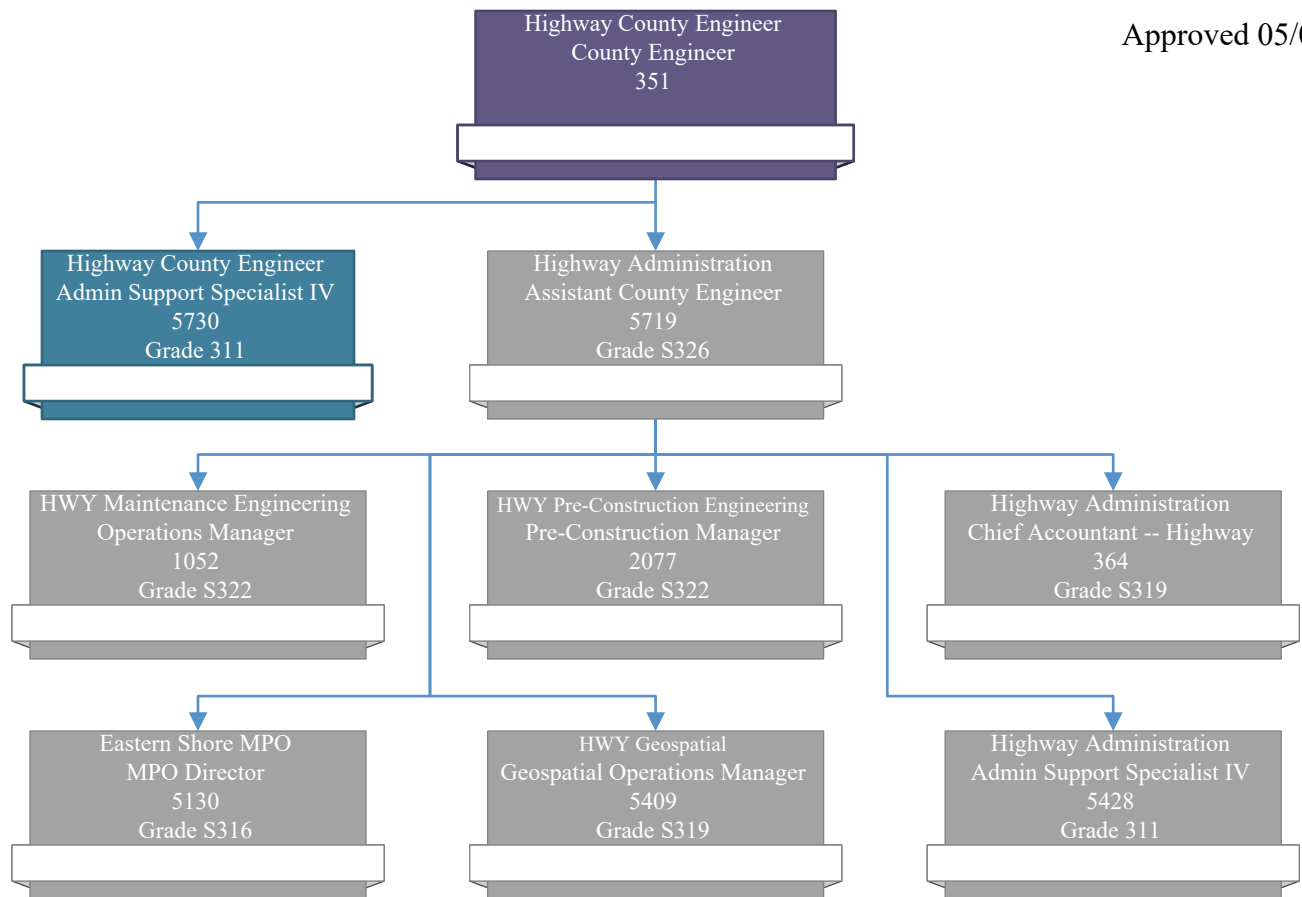 Highway County Engineer
County Engineer
351
Approved 05/
Highway County Engineer
Admin Support Specialist IV
5730
Grade 311
Highway Administration
Assistant County Engineer
5719
Grade S326
HWY Maintenance Engineering
Operations Manager
1052
Grade S322
HWY Pre-Construction Engineering
Pre-Construction Manager
2077
Grade S322
Highway Administration
Chief Accountant -- Highway
364
Grade S319
Eastern Shore MPO
MPO Director
5130
Grade S316
HWY Geospatial
Geospatial Operations Manager
5409
Grade S319
Highway Administration
Admin Support Specialist IV
5428
Grade 311